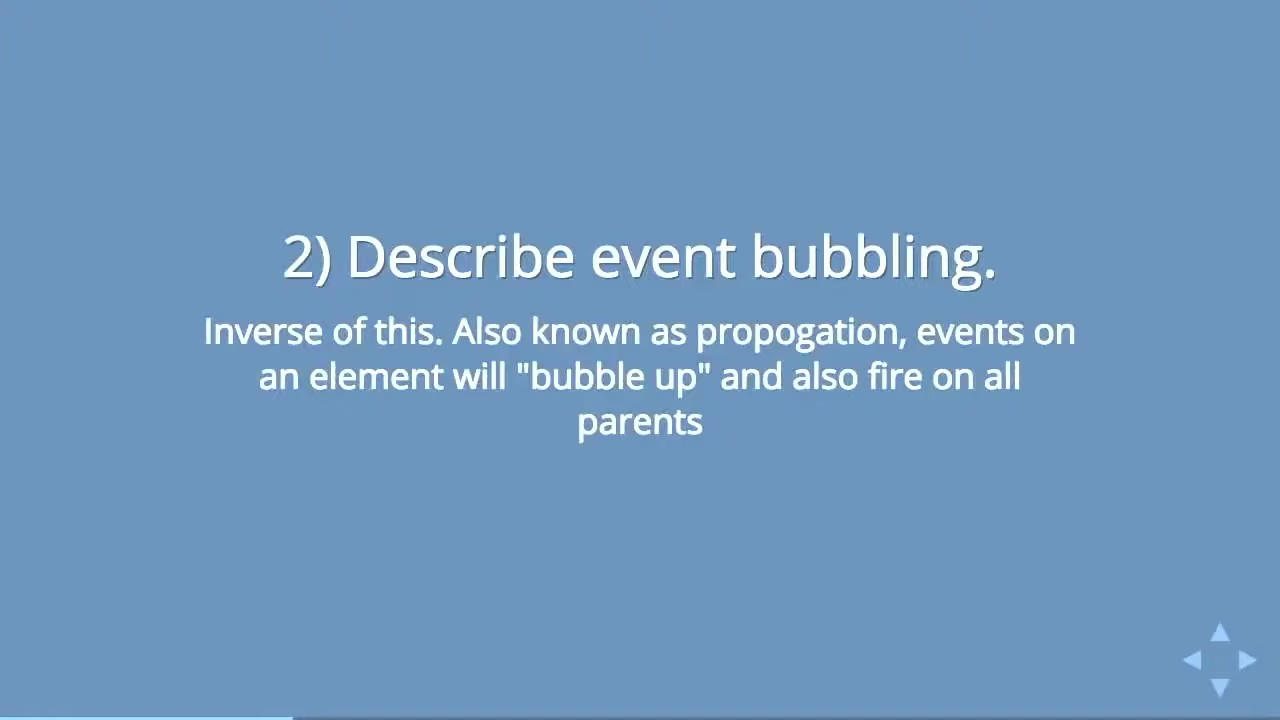 2) Describe event bubbling.
Inverse of this. Also known as propogation, events on
an element will "bubble up" and also fire on all
parents